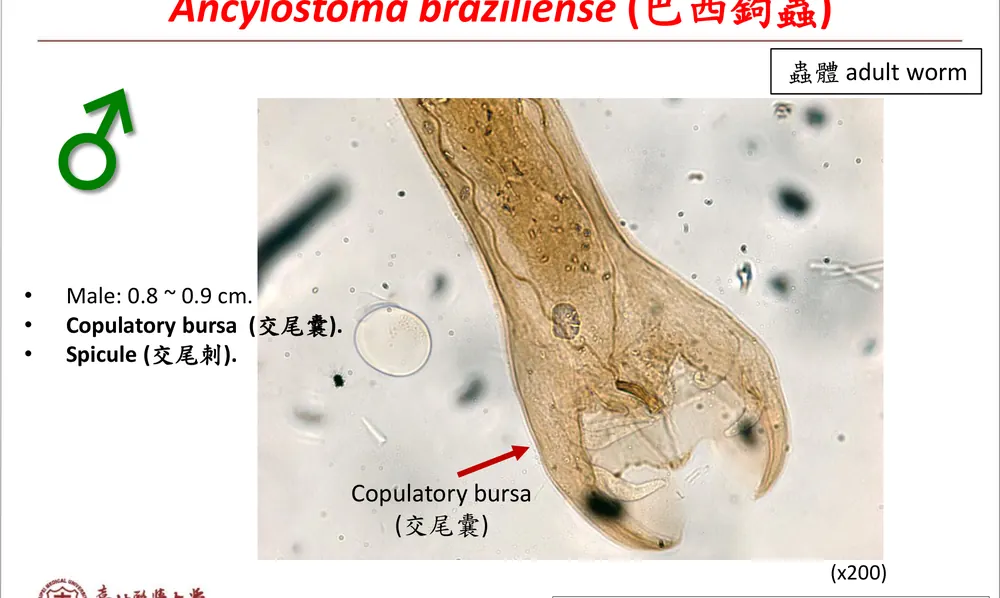 Ancylostoma braziliense (巴西鉤蟲)
蟲體 adult worm
• Male: 0.8 ~ 0.9 cm.
• Copulatory bursa (交尾囊).
• Spicule (交尾刺).
Copulatory bursa
(交尾囊)
(x200)